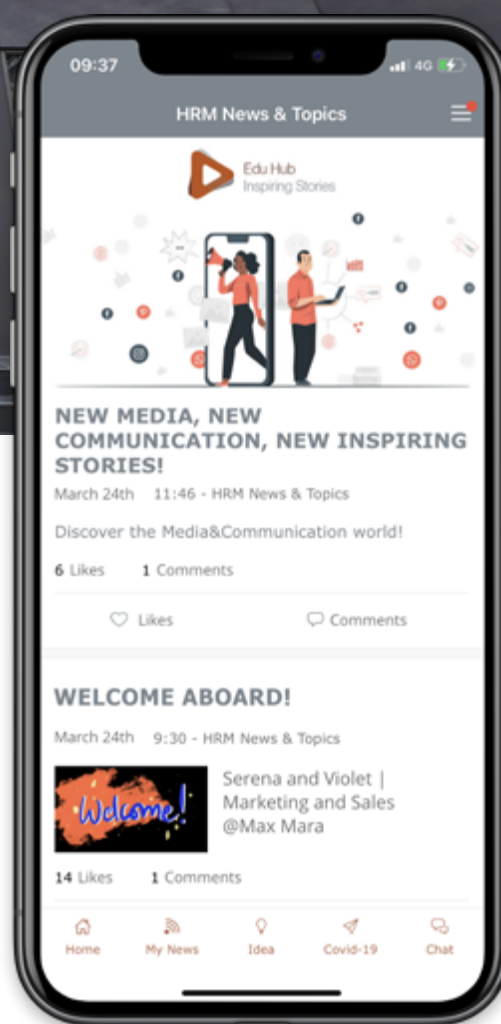 09:37
4G
HRM News & Topics
Edu Hub
Inspiring Stories
NEW MEDIA, NEW
COMMUNICATION, NEW INSPIRING
STORIES!
March 24th 11:46 - HRM News & Topics
Discover the Media&Communication world!
6 Likes 1 Comments
Likes Comments
WELCOME ABOARD!
March 24th 9:30 - HRM News & Topics
Welcome!
Serena and Violet |
Marketing and Sales
@Max Mara
14 Likes 1 Comments
Home My News Idea Covid-19 Chat